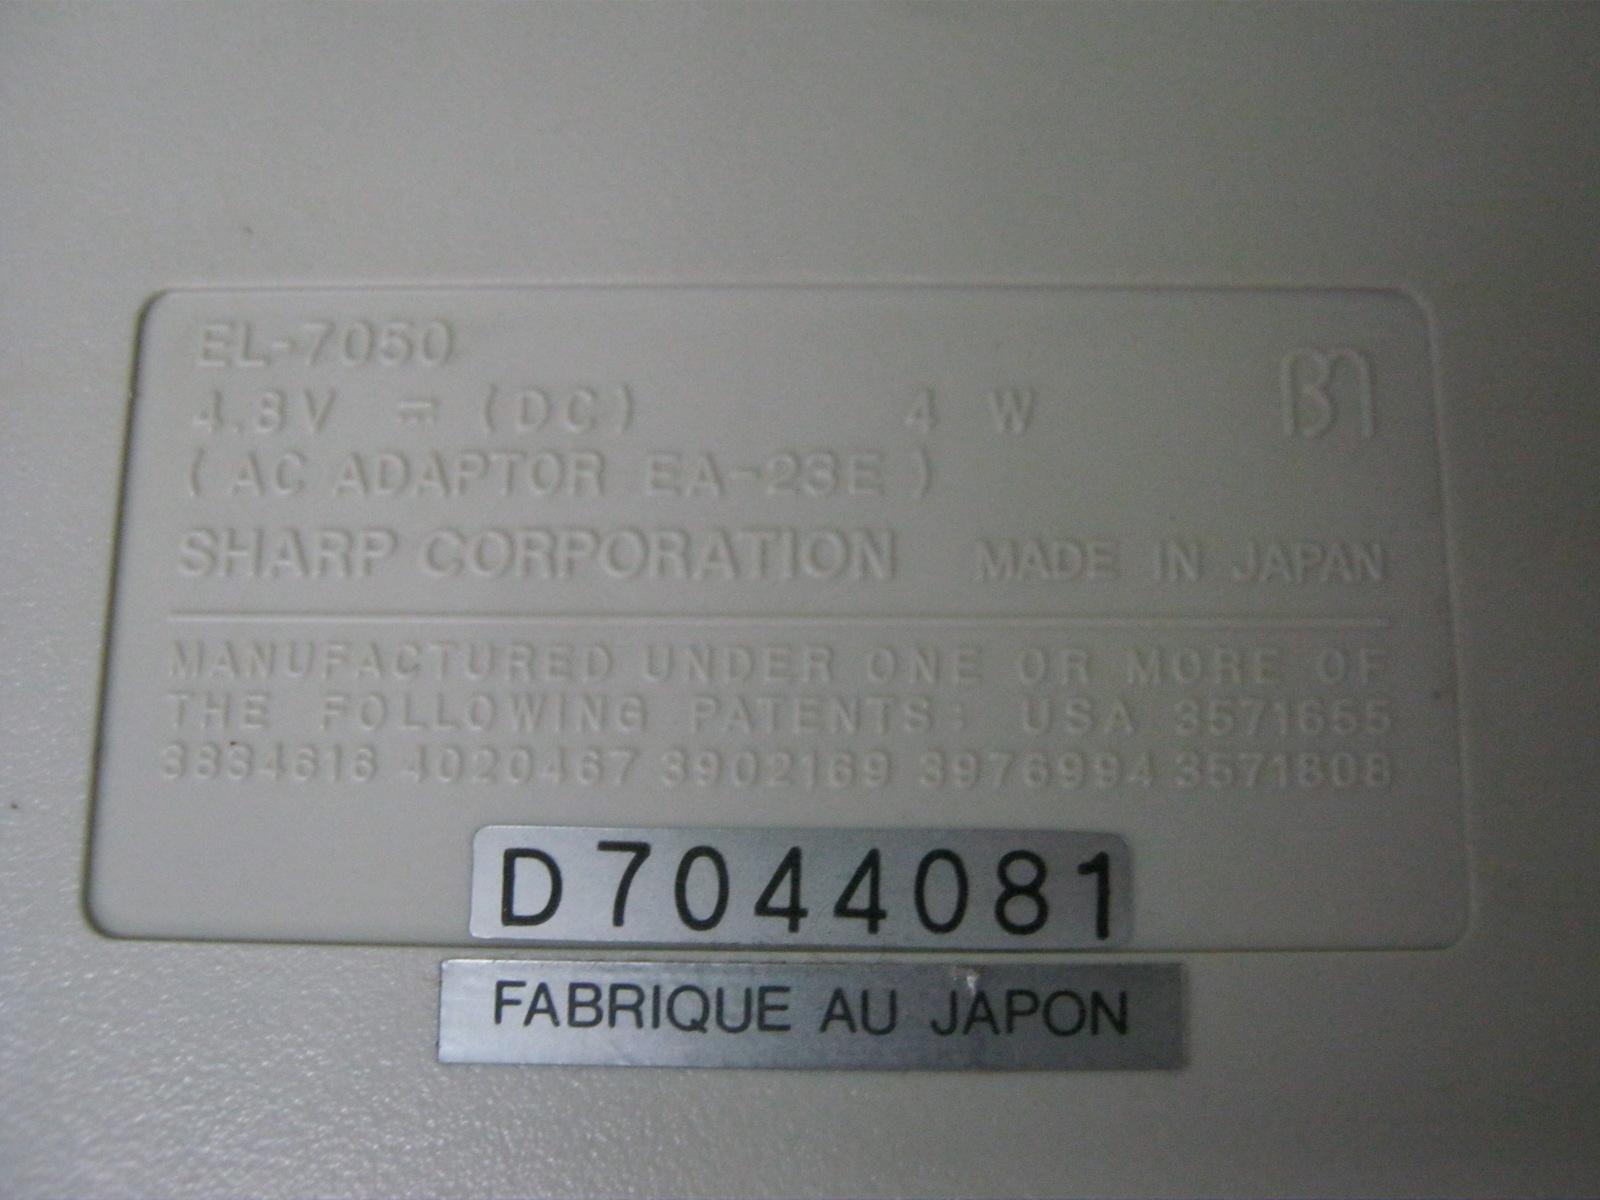 EL-7050
4.8V ⎓ (DC) 4 W
(AC ADAPTOR EA-23E)
SHARP CORPORATION MADE IN JAPAN
MANUFACTURED UNDER ONE OR MORE OF
THE FOLLOWING PATENTS: USA 3571655
3834616 4020467 3902169 3976994 3571808
D7044081
FABRIQUE AU JAPON